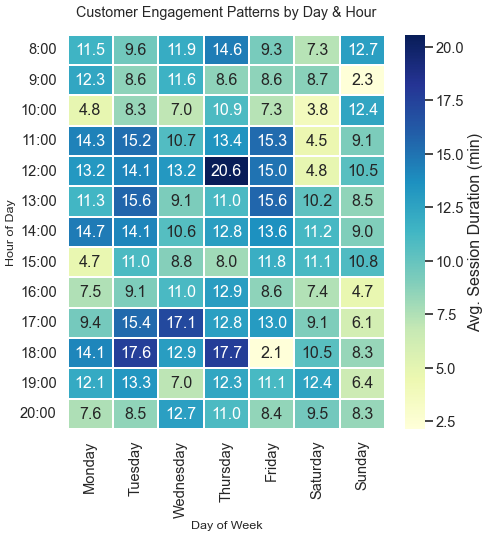 Customer Engagement Patterns by Day & Hour
8:00 11.5 9.6 11.9 14.6 9.3 7.3 12.7
9:00 12.3 8.6 11.6 8.6 8.6 8.7 2.3
10:00 4.8 8.3 7.0 10.9 7.3 3.8 12.4
11:00 14.3 15.2 10.7 13.4 15.3 4.5 9.1
12:00 13.2 14.1 13.2 20.6 15.0 4.8 10.5
13:00 11.3 15.6 9.1 11.0 15.6 10.2 8.5
14:00 14.7 14.1 10.6 12.8 13.6 11.2 9.0
15:00 4.7 11.0 8.8 8.0 11.8 11.1 10.8
16:00 7.5 9.1 11.0 12.9 8.6 7.4 4.7
17:00 9.4 15.4 17.1 12.8 13.0 9.1 6.1
18:00 14.1 17.6 12.9 17.7 2.1 10.5 8.3
19:00 12.1 13.3 7.0 12.3 11.1 12.4 6.4
20:00 7.6 8.5 12.7 11.0 8.4 9.5 8.3
Monday Tuesday Wednesday Thursday Friday Saturday Sunday
Day of Week
Hour of Day
20.0
17.5
15.0
12.5
10.0
7.5
5.0
2.5
Avg. Session Duration (min)